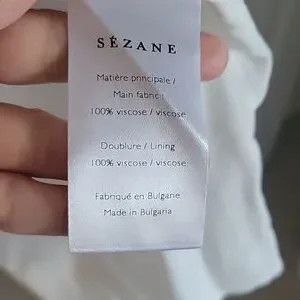 SÉZANE
Matière principale /
Main fabric :
100% viscose / viscose
Doublure / Lining
100% viscose / viscose
Fabriqué en Bulgarie
Made in Bulgaria